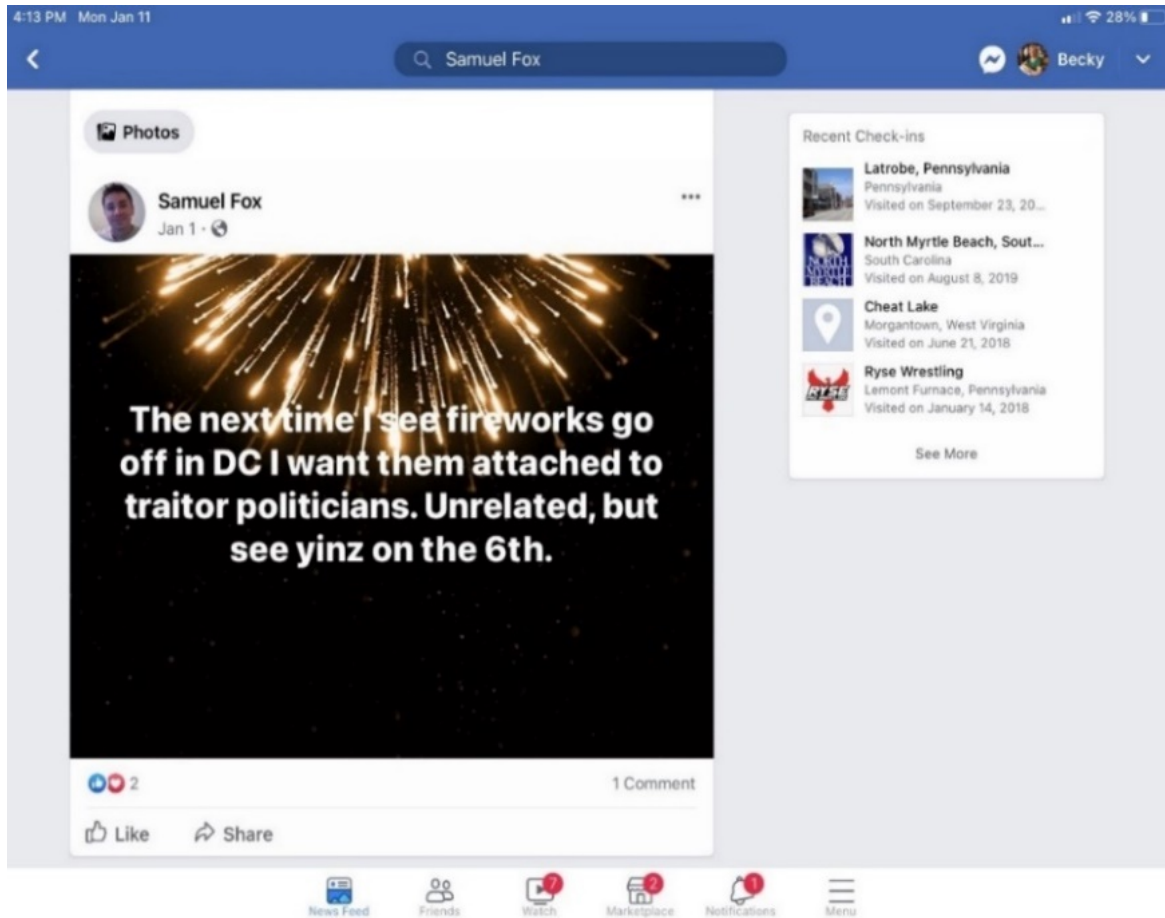 4:13 PM Mon Jan 11
28%
Samuel Fox
Becky
Photos
Samuel Fox
Jan 1 ·
The next time I see fireworks go
off in DC I want them attached to
traitor politicians. Unrelated, but
see yinz on the 6th.
2
1 Comment
Like
Share
Recent Check-ins
Latrobe, Pennsylvania
Pennsylvania
Visited on September 23, 20...
NORTH
MYRTLE
BEACH
North Myrtle Beach, Sout...
South Carolina
Visited on August 8, 2019
Cheat Lake
Morgantown, West Virginia
Visited on June 21, 2018
RYSE
Ryse Wrestling
Lemont Furnace, Pennsylvania
Visited on January 14, 2018
See More
News Feed
Friends
7
Watch
2
Marketplace
1
Notifications
Menu